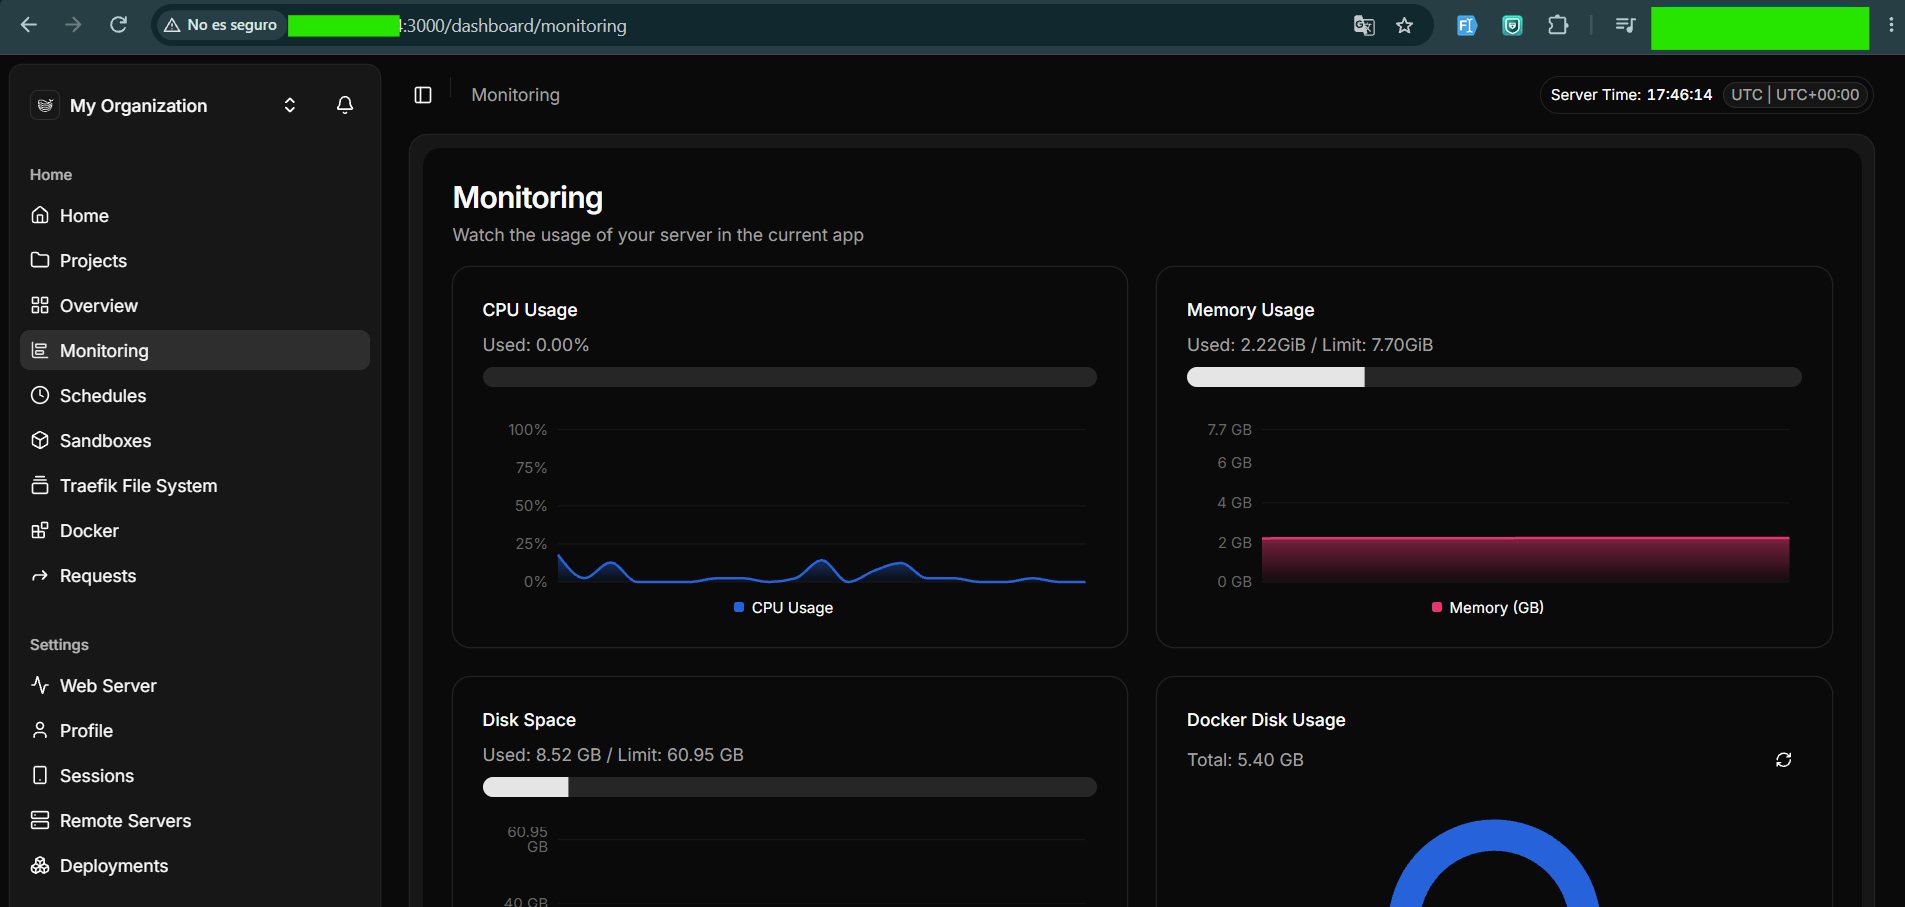 No es seguro
:3000/dashboard/monitoring
My Organization
Monitoring
Server Time: 17:46:14
UTC | UTC+00:00
Home
Home
Projects
Overview
Monitoring
Schedules
Sandboxes
Traefik File System
Docker
Requests
Settings
Web Server
Profile
Sessions
Remote Servers
Deployments
Monitoring
Watch the usage of your server in the current app
CPU Usage
Used: 0.00%
100%
75%
50%
25%
0%
CPU Usage
Memory Usage
Used: 2.22GiB / Limit: 7.70GiB
7.7 GB
6 GB
4 GB
2 GB
0 GB
Memory (GB)
Disk Space
Used: 8.52 GB / Limit: 60.95 GB
60.95
GB
40 GB
Docker Disk Usage
Total: 5.40 GB